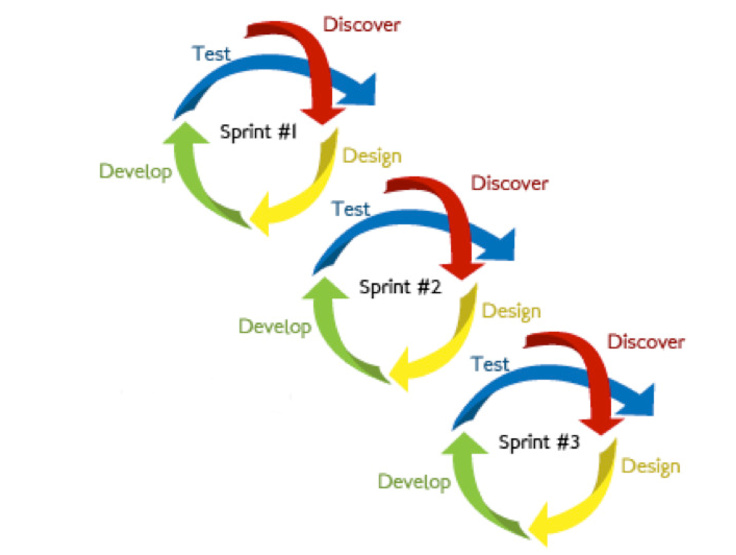 Discover
Test
Sprint #1
Design
Develop
Discover
Test
Sprint #2
Design
Develop
Discover
Test
Sprint #3
Design
Develop